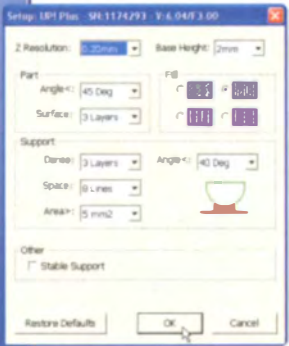 Setup: UP! Plus SN:1174293 V:6.04/F3.00
Z Resolution: 0.20mm Base Height: 2mm
Part
Fill
Angle<: 45 Deg
Surface: 3 Layers
Support
Dense: 3 Layers Angle<: 40 Deg
Space: 8 Lines
Area>: 5 mm2
Other
Stable Support
Restore Defaults OK Cancel